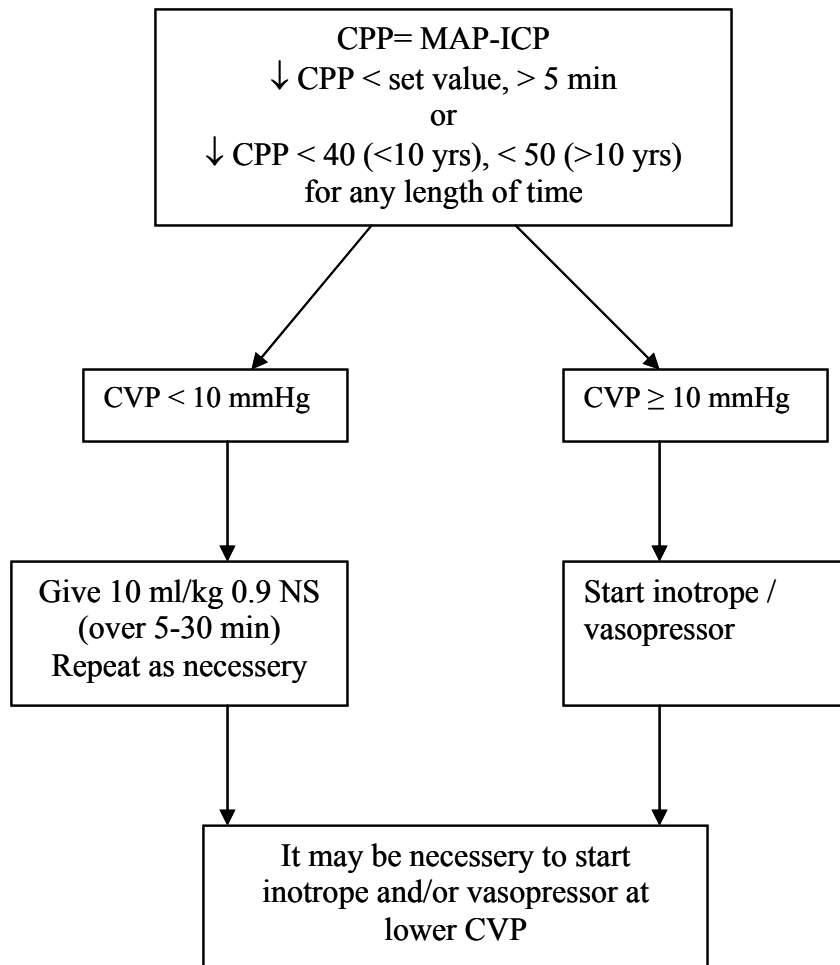 CPP= MAP-ICP
↓ CPP < set value, > 5 min
or
↓ CPP < 40 (<10 yrs), < 50 (>10 yrs)
for any length of time
CVP < 10 mmHg
CVP ≥ 10 mmHg
Give 10 ml/kg 0.9 NS
(over 5-30 min)
Repeat as necessery
Start inotrope /
vasopressor
It may be necessery to start
inotrope and/or vasopressor at
lower CVP